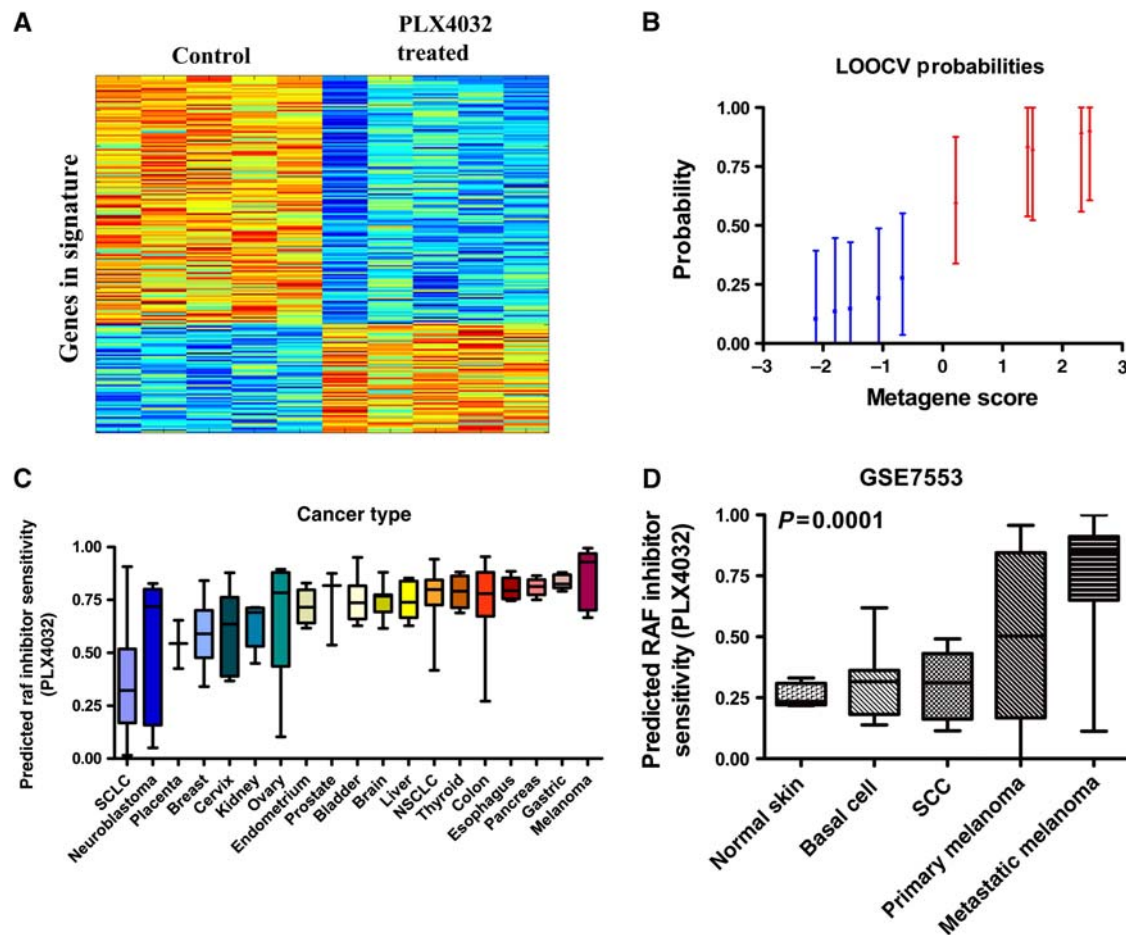 A
Control
PLX4032
treated
Genes in signature
B
LOOCV probabilities
1.00
0.75
0.50
0.25
0.00
Probability
–3
–2
–1
0
1
2
3
Metagene score
C
Cancer type
1.00
0.75
0.50
0.25
0.00
Predicted raf inhibitor sensitivity
(PLX4032)
SCLC
Neuroblastoma
Placenta
Breast
Cervix
Kidney
Ovary
Endometrium
Prostate
Bladder
Brain
Liver
NSCLC
Thyroid
Colon
Esophagus
Pancreas
Gastric
Melanoma
D
GSE7553
P=0.0001
1.00
0.75
0.50
0.25
0.00
Predicted RAF inhibitor
sensitivity (PLX4032)
Normal skin
Basal cell
SCC
Primary melanoma
Metastatic melanoma